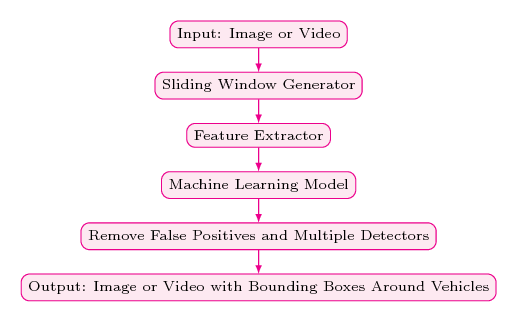 Input: Image or Video
Sliding Window Generator
Feature Extractor
Machine Learning Model
Remove False Positives and Multiple Detectors
Output: Image or Video with Bounding Boxes Around Vehicles